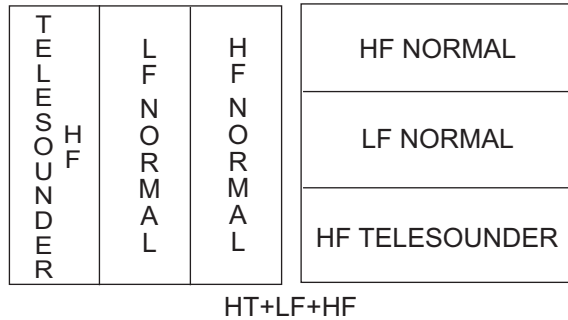 TELESOUNDER
HF
LF NORMAL
HF NORMAL
HF NORMAL
LF NORMAL
HF TELESOUNDER
HT+LF+HF